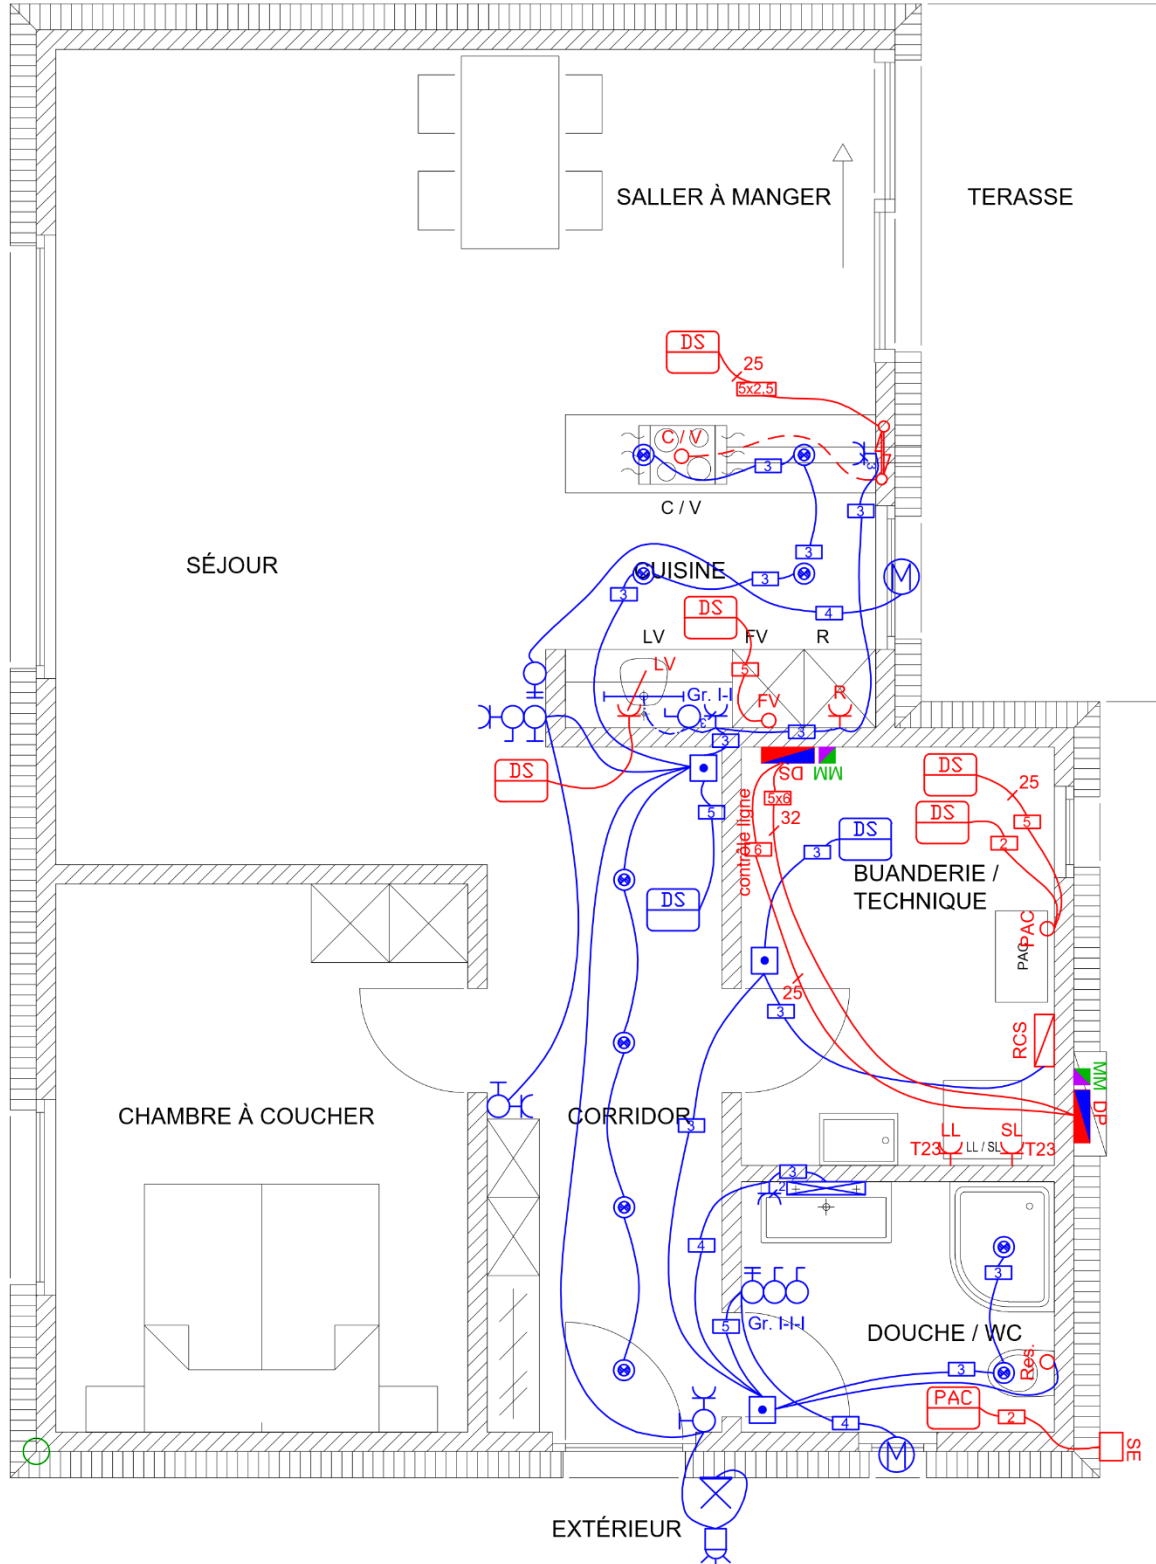 SALLER À MANGER
TERASSE
DS
25
5x2,5
C / V
3
3
C / V
3
3
SÉJOUR
CUISINE
3
M
3
4
DS
LV
FV
R
5
LV
Gr. I-I
FV
R
3
3
3
DS
DS
MM
DS
25
5x6
DS
5
5
32
DS
2
contrôle ligne
6
3
BUANDERIE /
TECHNIQUE
DS
PAC
PAC
25
3
RCS
MM
CHAMBRE À COUCHER
CORRIDOR
3
DP
LL
SL
T23
LL / SL
T23
3
2
4
3
5
Gr. I-I-I
DOUCHE / WC
3
Res.
PAC
2
4
M
SE
EXTÉRIEUR